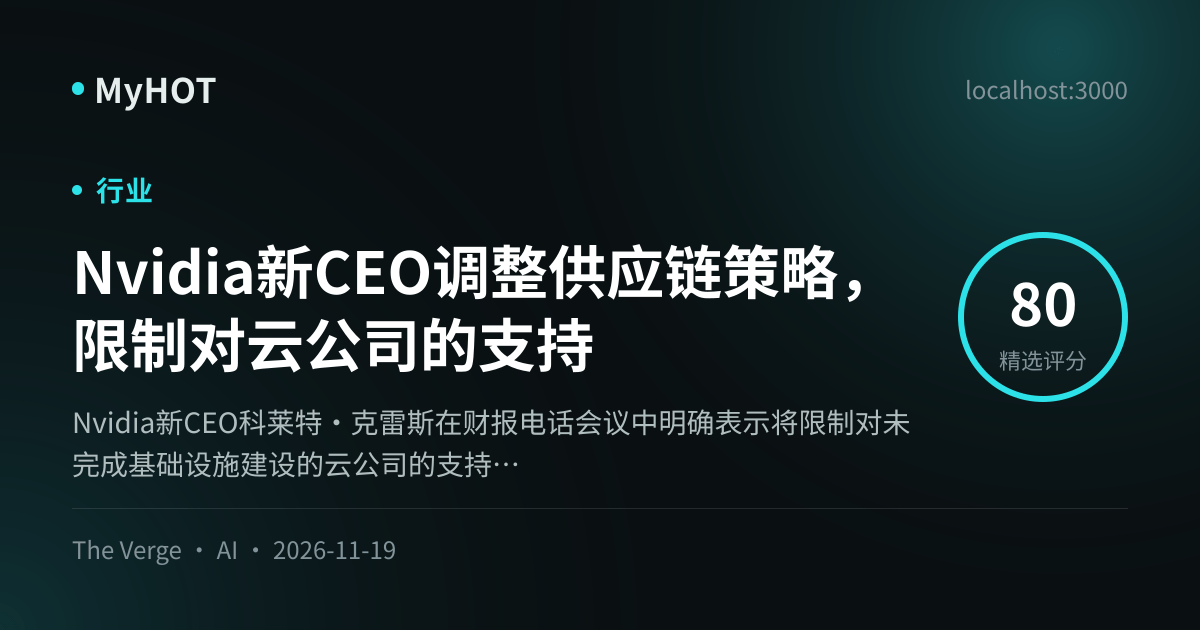 MyHOT
localhost:3000
行业
Nvidia新CEO调整供应链策略，
限制对云公司的支持
80
精选评分
Nvidia新CEO科莱特·克雷斯在财报电话会议中明确表示将限制对未
完成基础设施建设的云公司的支持…
The Verge · AI · 2026-11-19